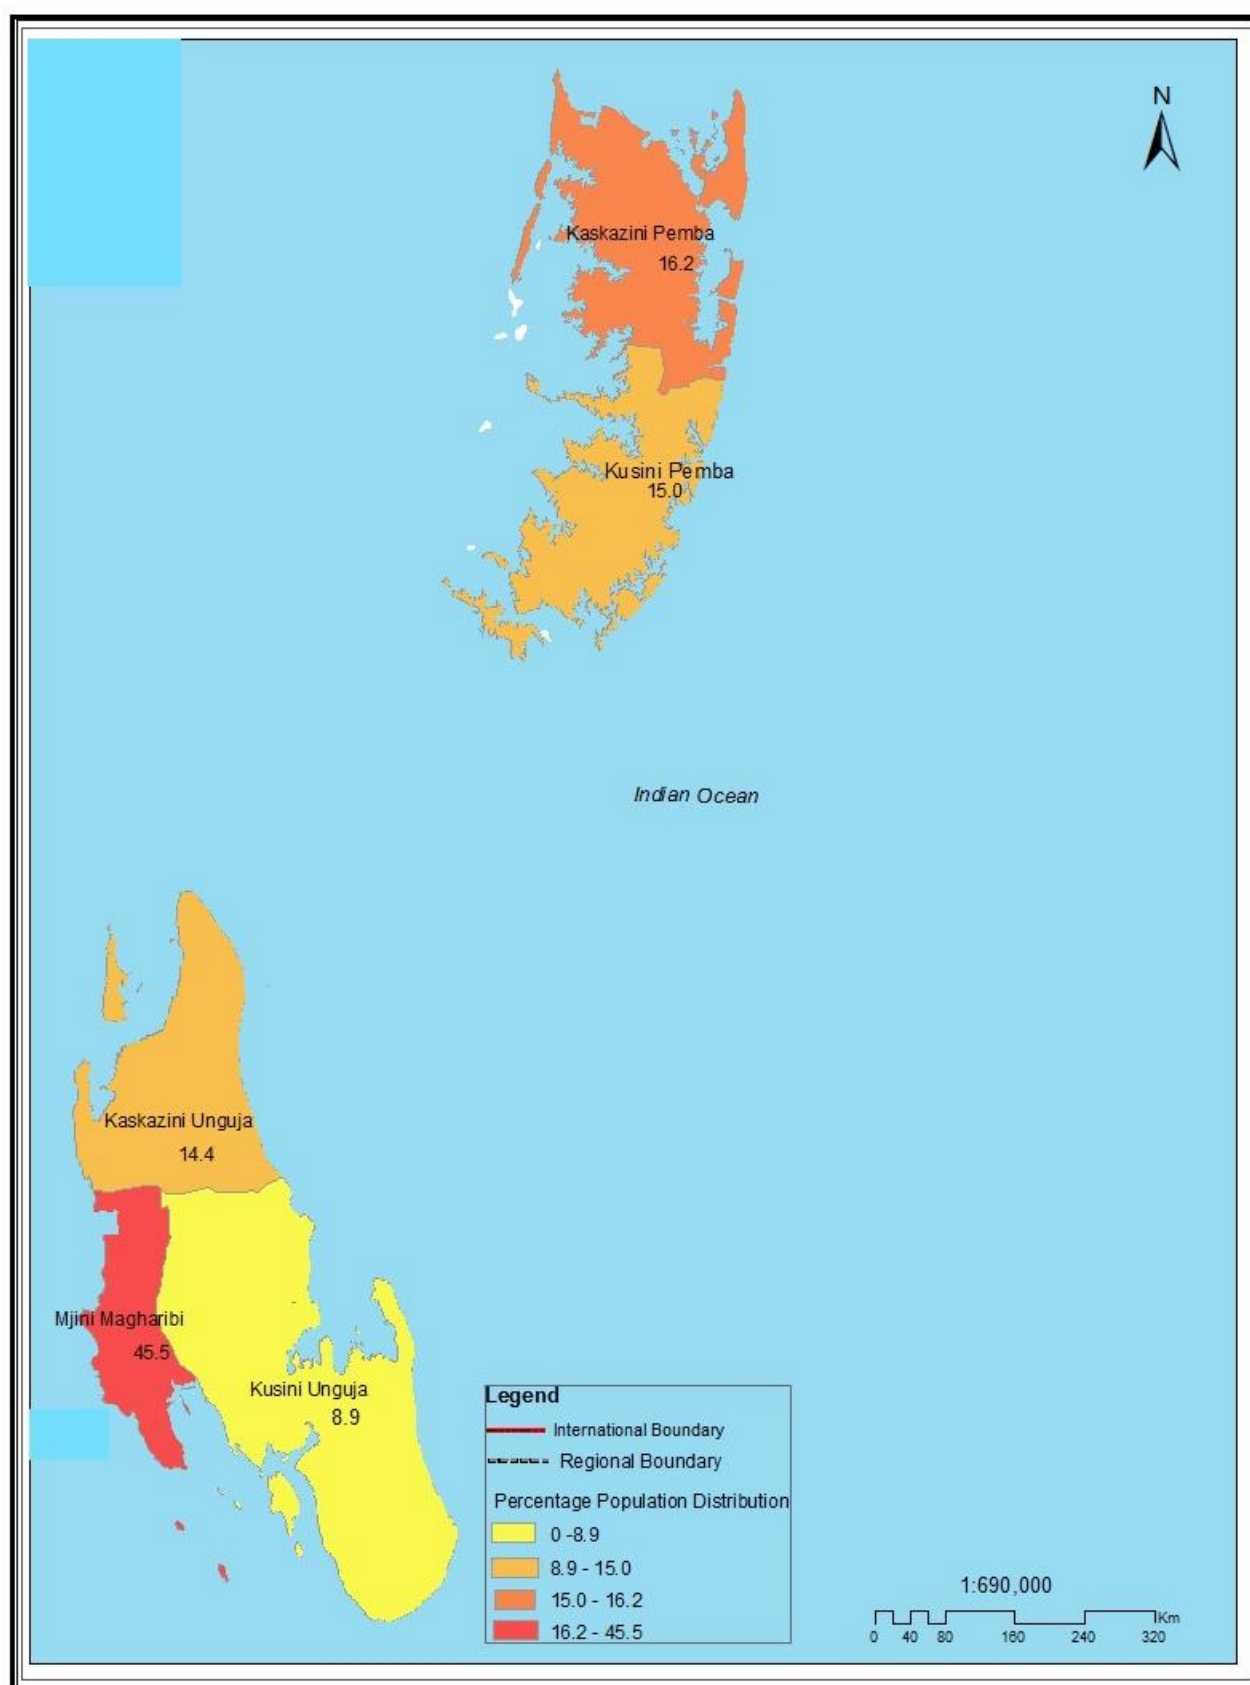 N
Kaskazini Pemba
16.2
Kusini Pemba
15.0
Indian Ocean
Kaskazini Unguja
14.4
Mjini Magharibi
45.5
Kusini Unguja
8.9
Legend
International Boundary
Regional Boundary
Percentage Population Distribution
0 -8.9
8.9 - 15.0
15.0 - 16.2
16.2 - 45.5
1:690,000
Km
0 40 80 160 240 320